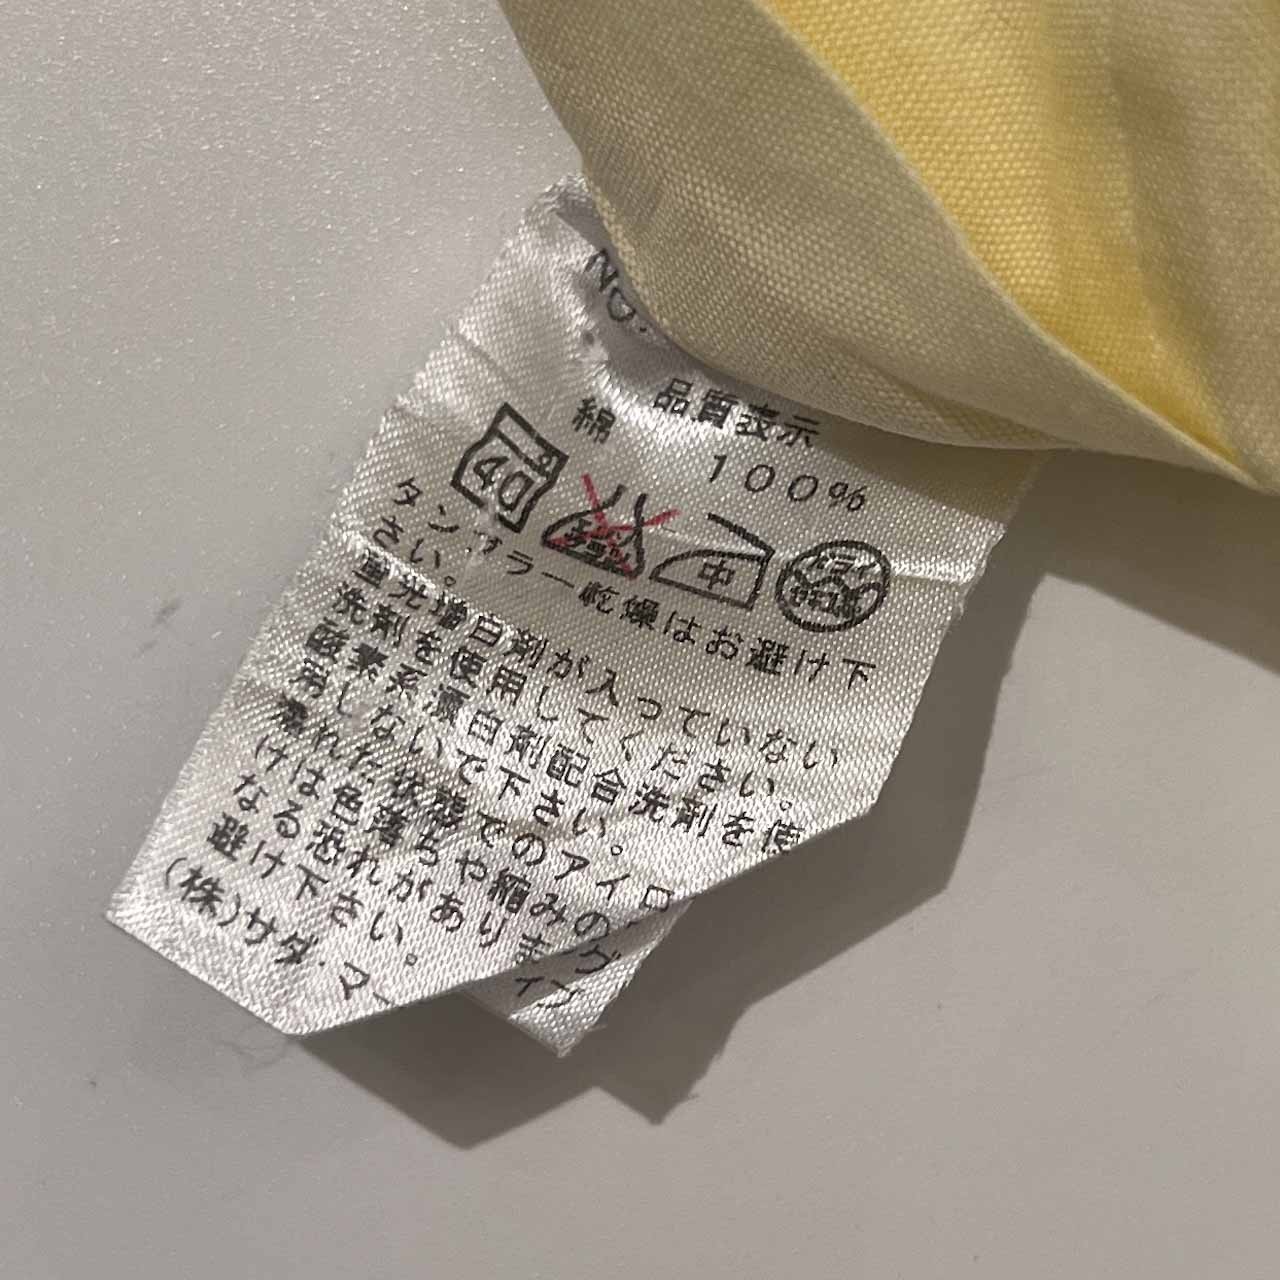 NO.
品質表示
綿 100%
40
中
ドライ
タンブラー乾燥はお避け下
さい。
蛍光増白剤が入っていない
洗剤を使用してください。
酸素系漂白剤配合洗剤を使
用しないで下さい。
濡れた状態でのアイロ
けは色落ちや縮みの
なる恐れがあり
避け下さい。
(株)サダ・マ